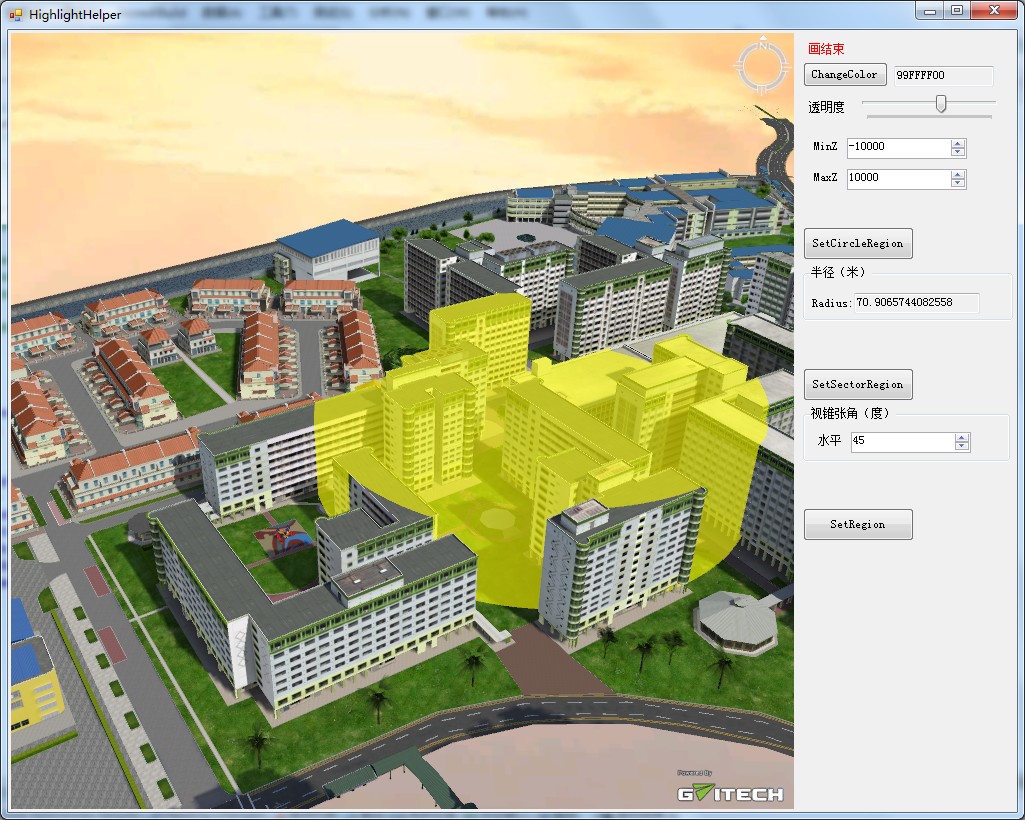 HighlightHelper
N
画结束
ChangeColor
99FFFF00
透明度
MinZ
-10000
MaxZ
10000
SetCircleRegion
半径（米）
Radius:
70.9065744082558
SetSectorRegion
视锥张角（度）
水平
45
SetRegion
Powered By
GVITECH